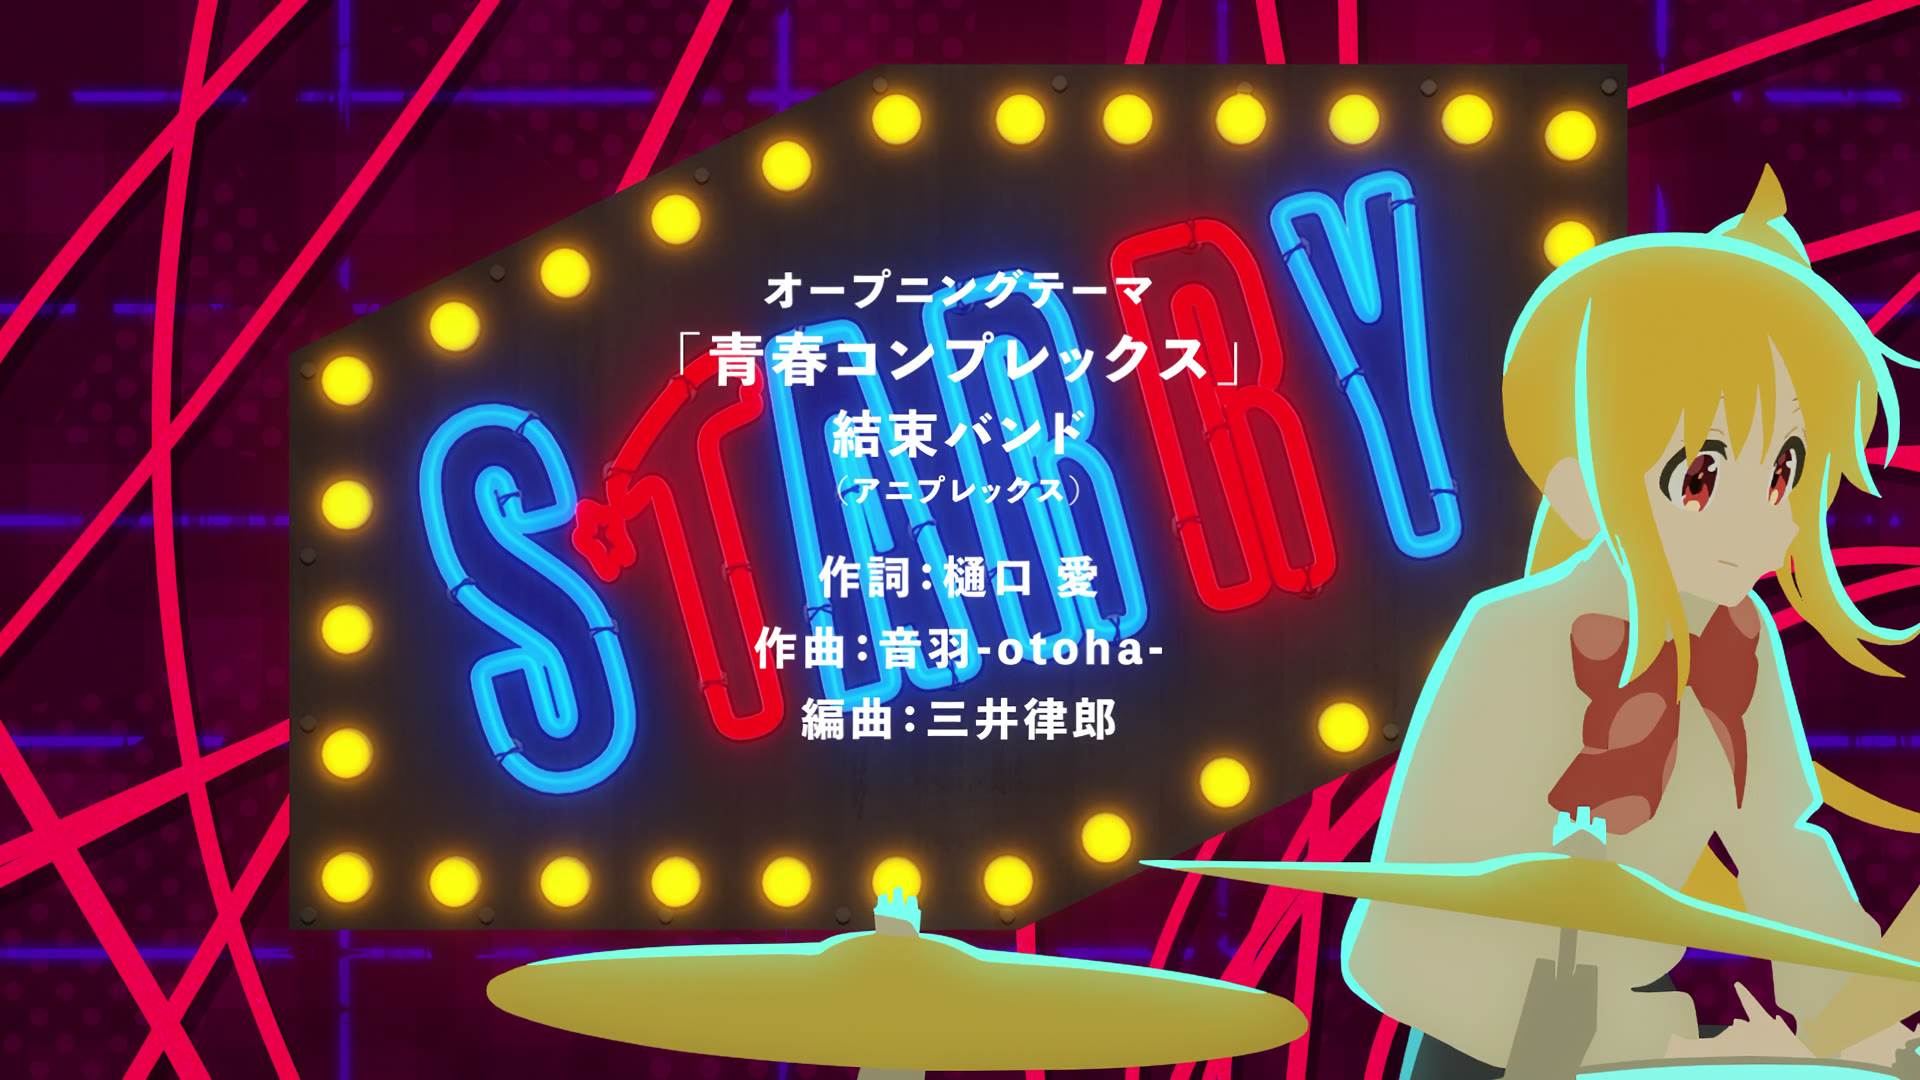 STARRY
オープニングテーマ
「青春コンプレックス」
結束バンド
（アニプレックス）
作詞：樋口 愛
作曲：音羽-otoha-
編曲：三井律郎